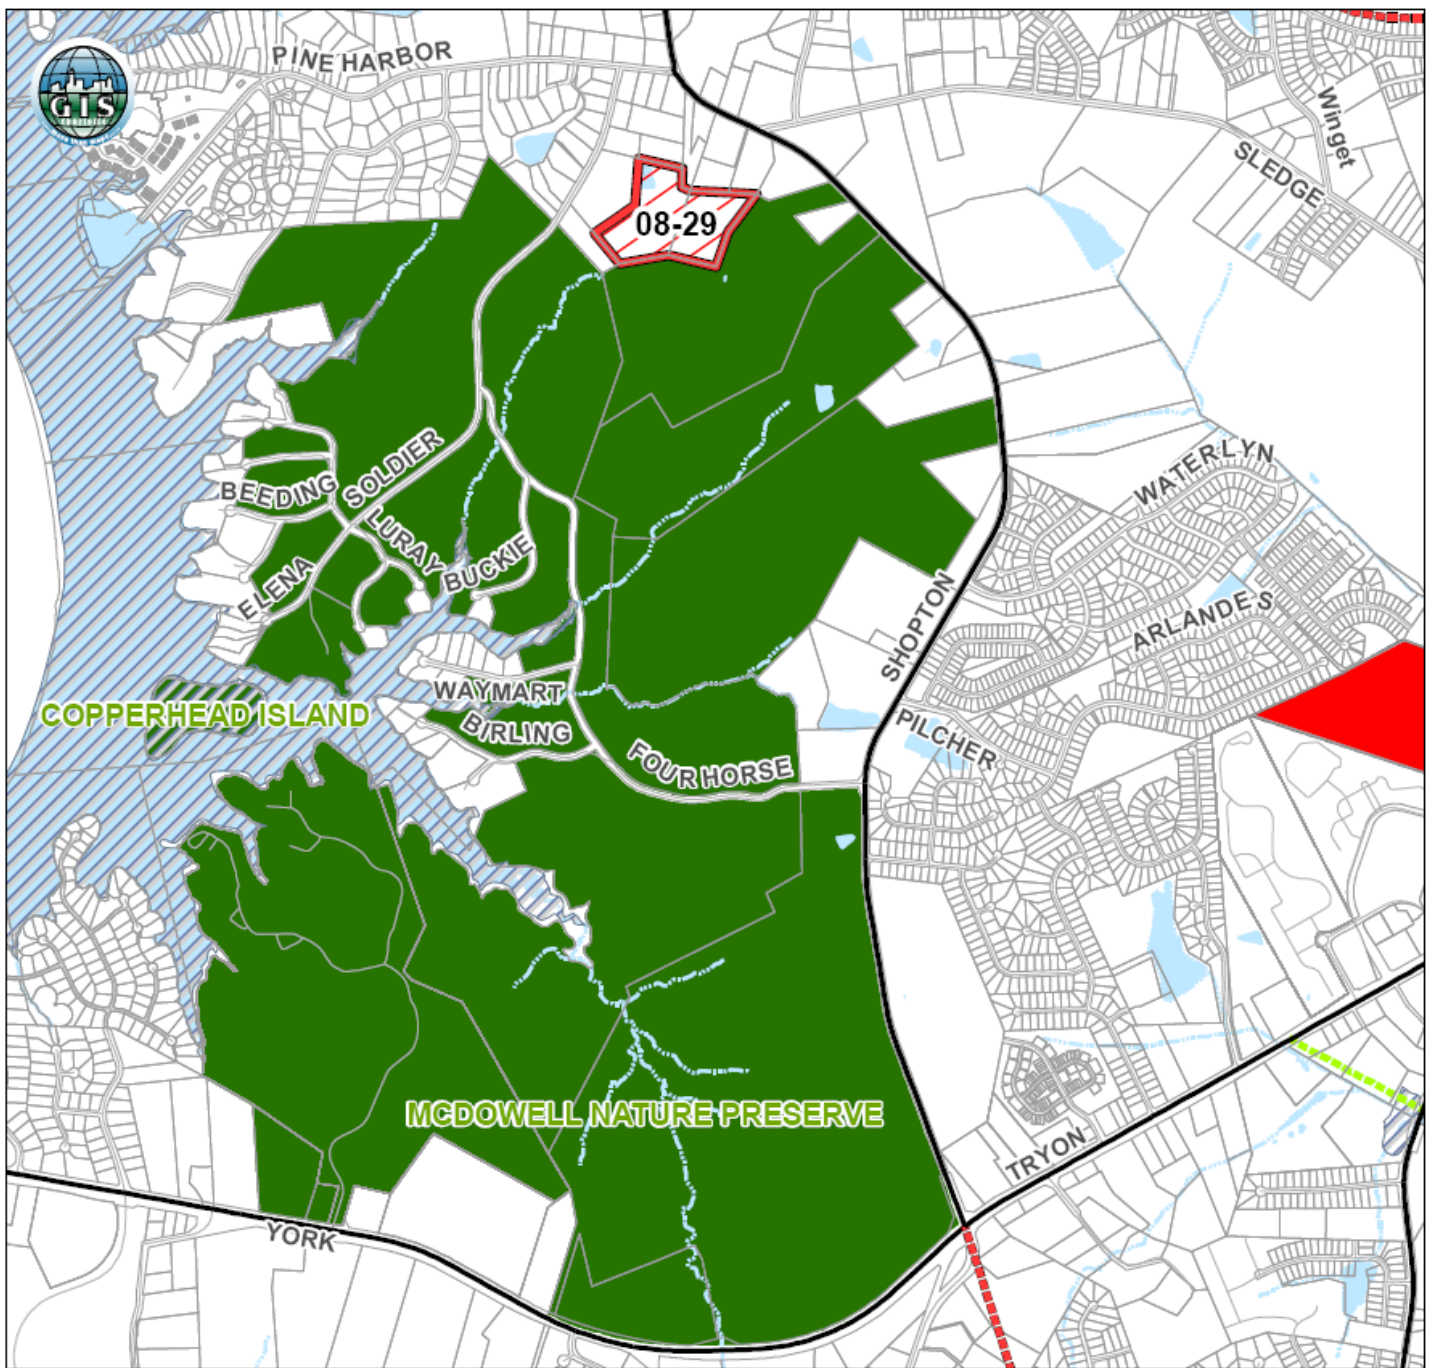 PINE HARBOR
GIS
Winget
SLEDGE
08-29
WATERLYN
SOLDIER
BEEDING
LURAY
BUCKIE
ELENA
SHOPTON
ARLANDES
WAYMART
COPPERHEAD ISLAND
BIRLING
PILCHER
FOUR HORSE
MCDOWELL NATURE PRESERVE
TRYON
YORK